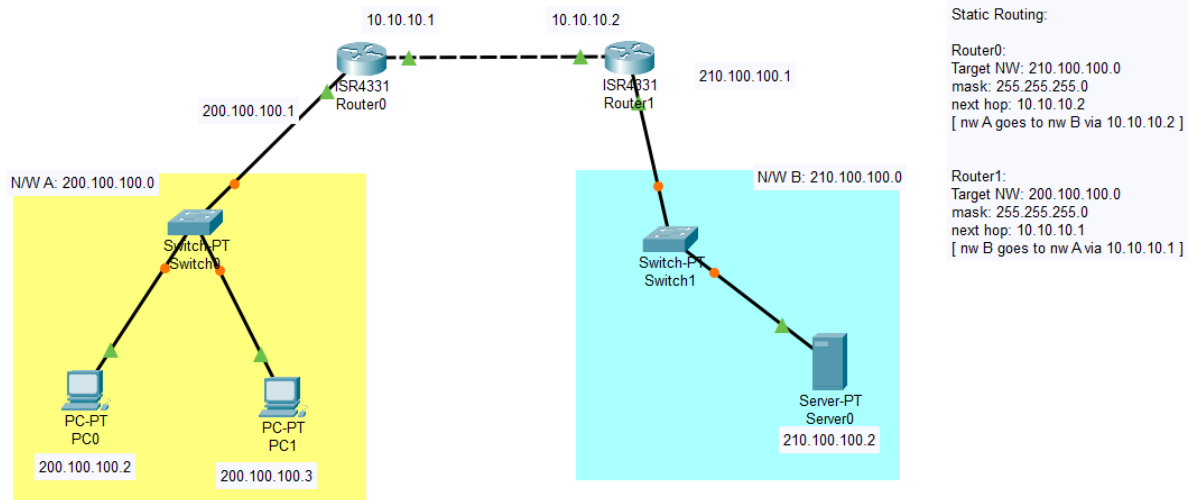 10.10.10.1
10.10.10.2
ISR4331
Router0
ISR4331
Router1
200.100.100.1
210.100.100.1
N/W A: 200.100.100.0
Switch-PT
Switch0
PC-PT
PC0
200.100.100.2
PC-PT
PC1
200.100.100.3
N/W B: 210.100.100.0
Switch-PT
Switch1
Server-PT
Server0
210.100.100.2
Static Routing:
Router0:
Target NW: 210.100.100.0
mask: 255.255.255.0
next hop: 10.10.10.2
[ nw A goes to nw B via 10.10.10.2 ]
Router1:
Target NW: 200.100.100.0
mask: 255.255.255.0
next hop: 10.10.10.1
[ nw B goes to nw A via 10.10.10.1 ]